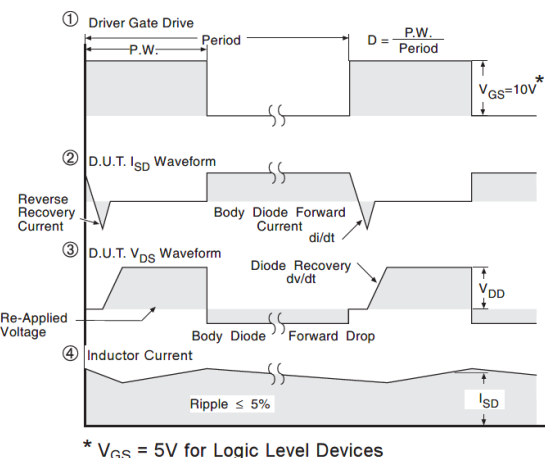 ① Driver Gate Drive
P.W.
Period
D = P.W.
Period
VGS=10V*
② D.U.T. ISD Waveform
Reverse
Recovery
Current
Body Diode Forward
Current
di/dt
③ D.U.T. VDS Waveform
Diode Recovery
dv/dt
VDD
Re-Applied
Voltage
Body Diode Forward Drop
④ Inductor Current
Ripple ≤ 5%
ISD
* VGS = 5V for Logic Level Devices